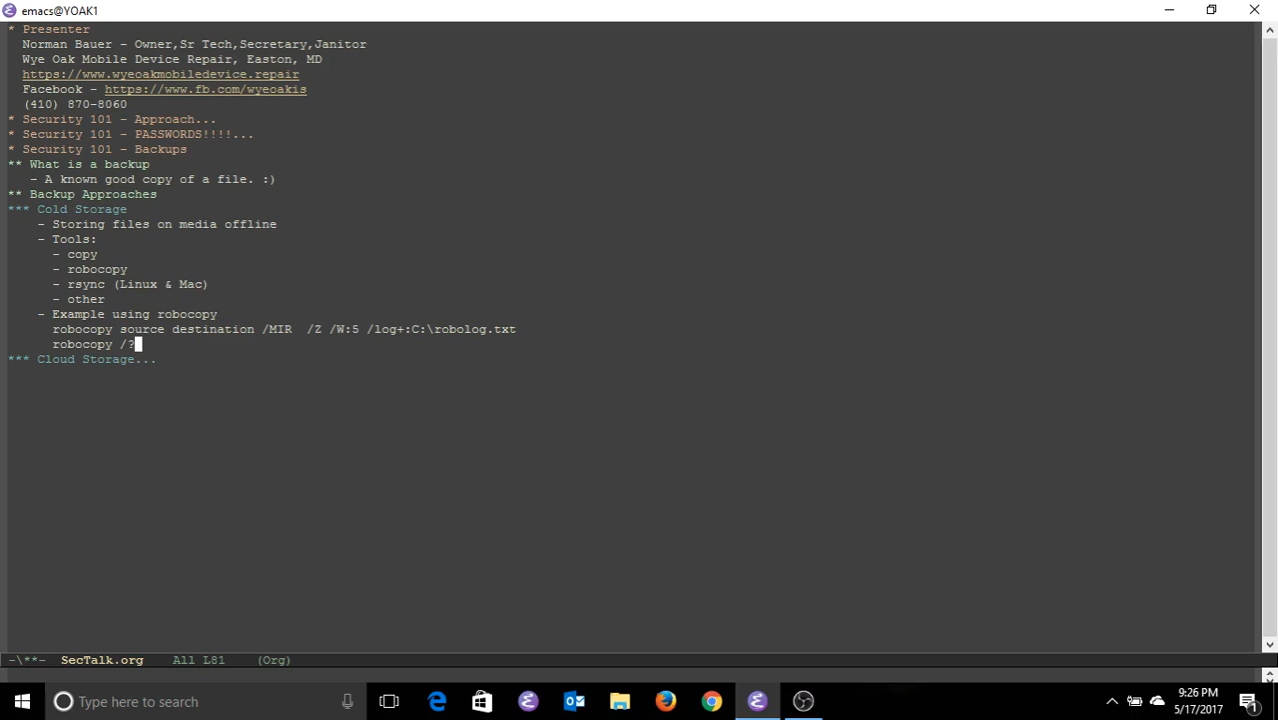 emacs@YOAK1
* Presenter
Norman Bauer - Owner,Sr Tech,Secretary,Janitor
Wye Oak Mobile Device Repair, Easton, MD
https://www.wyeoakmobiledevice.repair
Facebook - https://www.fb.com/wyeoakis
(410) 870-8060
* Security 101 - Approach...
* Security 101 - PASSWORDS!!!!...
* Security 101 - Backups
** What is a backup
- A known good copy of a file. :)
** Backup Approaches
*** Cold Storage
- Storing files on media offline
- Tools:
- copy
- robocopy
- rsync (Linux & Mac)
- other
- Example using robocopy
robocopy source destination /MIR  /Z /W:5 /log+:C:\robolog.txt
robocopy /?
*** Cloud Storage...
-\**-  SecTalk.org    All L81    (Org)
Type here to search
9:26 PM
5/17/2017
1